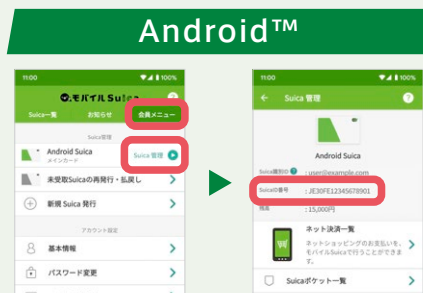 Android™
11:00
100%
モバイルSuica
Suica一覧
お知らせ
会員メニュー
Suica管理
Android Suica
メインカード
Suica 管理
未受取Suicaの再発行・払戻し
新規 Suica 発行
アカウント設定
基本情報
パスワード変更
11:00
100%
Suica 管理
Android Suica
Suica識別ID : user@example.com
SuicaID番号 : JE30FE12345678901
残高 : 15,000円
ネット決済一覧
ネットショッピングのお支払いを、
モバイルSuicaで行うことができま
す。
Suicaポケット一覧